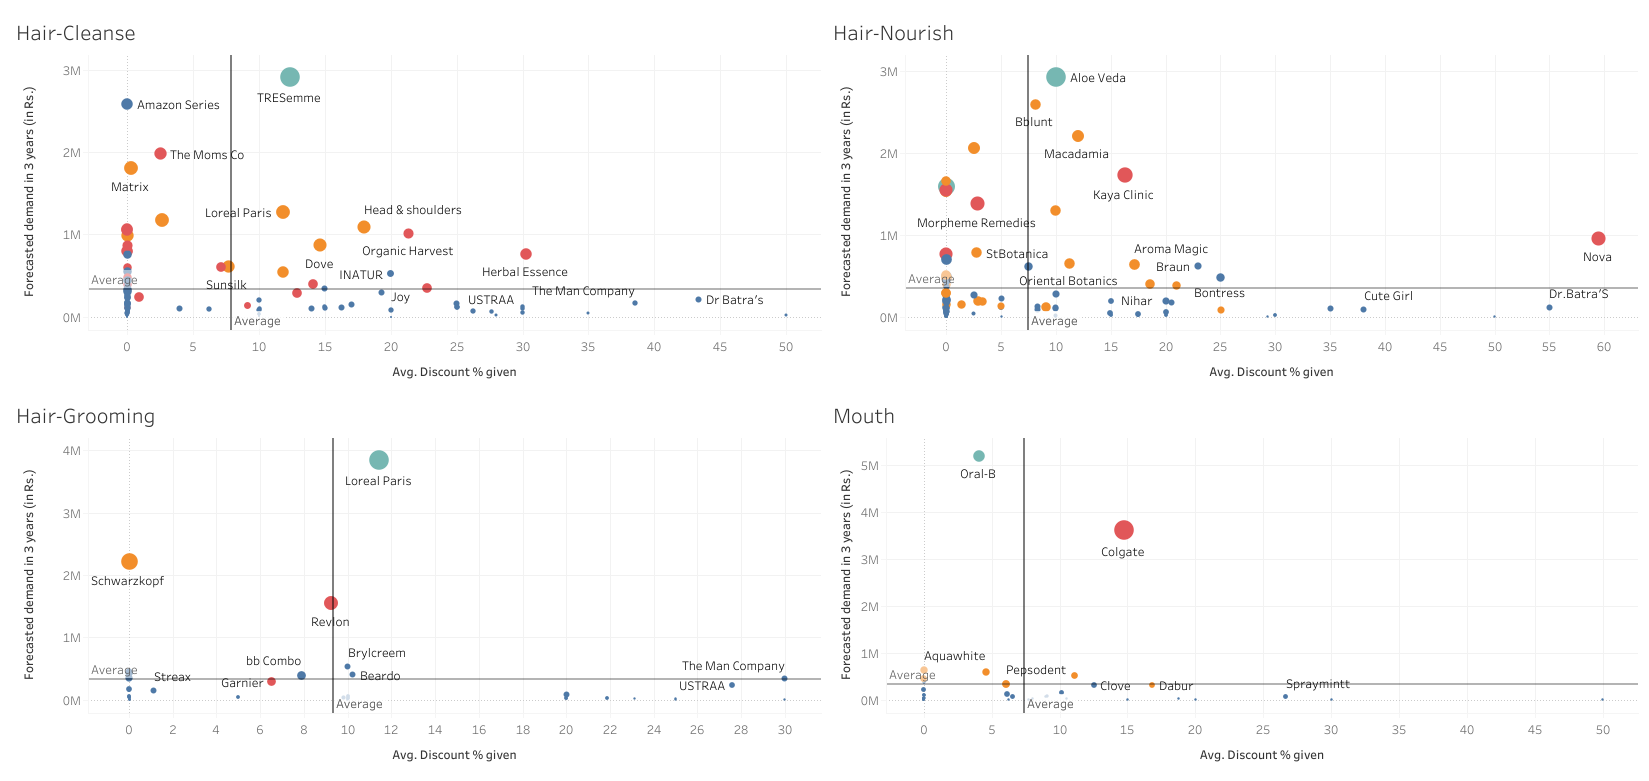 Hair-Cleanse
Forecasted demand in 3 years (in Rs.)
3M
2M
1M
0M
TRESemme
Amazon Series
The Moms Co
Matrix
Loreal Paris
Head & shoulders
Organic Harvest
Dove
Herbal Essence
INATUR
Sunsilk
Joy
The Man Company
USTRAA
Dr Batra's
Average
Average
0 5 10 15 20 25 30 35 40 45 50
Avg. Discount % given
Hair-Nourish
Forecasted demand in 3 years (in Rs.)
3M
2M
1M
0M
Aloe Veda
Bblunt
Macadamia
Kaya Clinic
Morpheme Remedies
StBotanica
Aroma Magic
Nova
Braun
Oriental Botanics
Bontress
Nihar
Cute Girl
Dr.Batra'S
Average
Average
0 5 10 15 20 25 30 35 40 45 50 55 60
Avg. Discount % given
Hair-Grooming
Forecasted demand in 3 years (in Rs.)
4M
3M
2M
1M
0M
Loreal Paris
Schwarzkopf
Revlon
Brylcreem
bb Combo
The Man Company
Streax
Garnier
Beardo
USTRAA
Average
Average
0 2 4 6 8 10 12 14 16 18 20 22 24 26 28 30
Avg. Discount % given
Mouth
Forecasted demand in 3 years (in Rs.)
5M
4M
3M
2M
1M
0M
Oral-B
Colgate
Aquawhite
Pepsodent
Clove
Dabur
Spraymintt
Average
Average
0 5 10 15 20 25 30 35 40 45 50
Avg. Discount % given